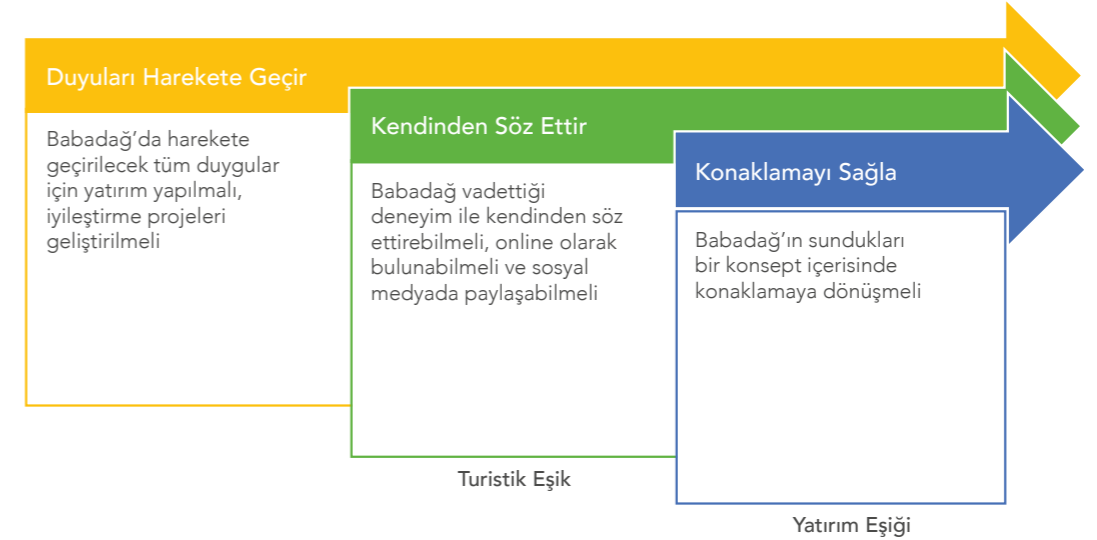 Duyuları Harekete Geçir
Babadağ’da harekete
geçirilecek tüm duygular
için yatırım yapılmalı,
iyileştirme projeleri
geliştirilmeli
Kendinden Söz Ettir
Babadağ vadettiği
deneyim ile kendinden söz
ettirebilmeli, online olarak
bulunabilmeli ve sosyal
medyada paylaşabilmeli
Turistik Eşik
Konaklamayı Sağla
Babadağ’ın sundukları
bir konsept içerisinde
konaklamaya dönüşmeli
Yatırım Eşiği